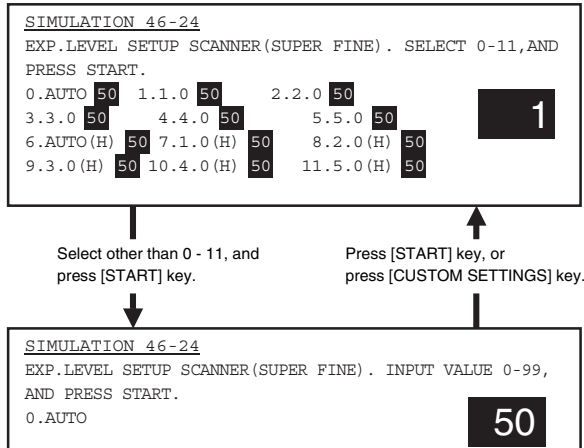 SIMULATION 46-24
EXP.LEVEL SETUP SCANNER(SUPER FINE). SELECT 0-11,AND
PRESS START.
0.AUTO 50 1.1.0 50 2.2.0 50
3.3.0 50 4.4.0 50 5.5.0 50
1
6.AUTO(H) 50 7.1.0(H) 50 8.2.0(H) 50
9.3.0(H) 50 10.4.0(H) 50 11.5.0(H) 50
Select other than 0 - 11, and
press [START] key.
Press [START] key, or
press [CUSTOM SETTINGS] key.
SIMULATION 46-24
EXP.LEVEL SETUP SCANNER(SUPER FINE). INPUT VALUE 0-99,
AND PRESS START.
0.AUTO
50